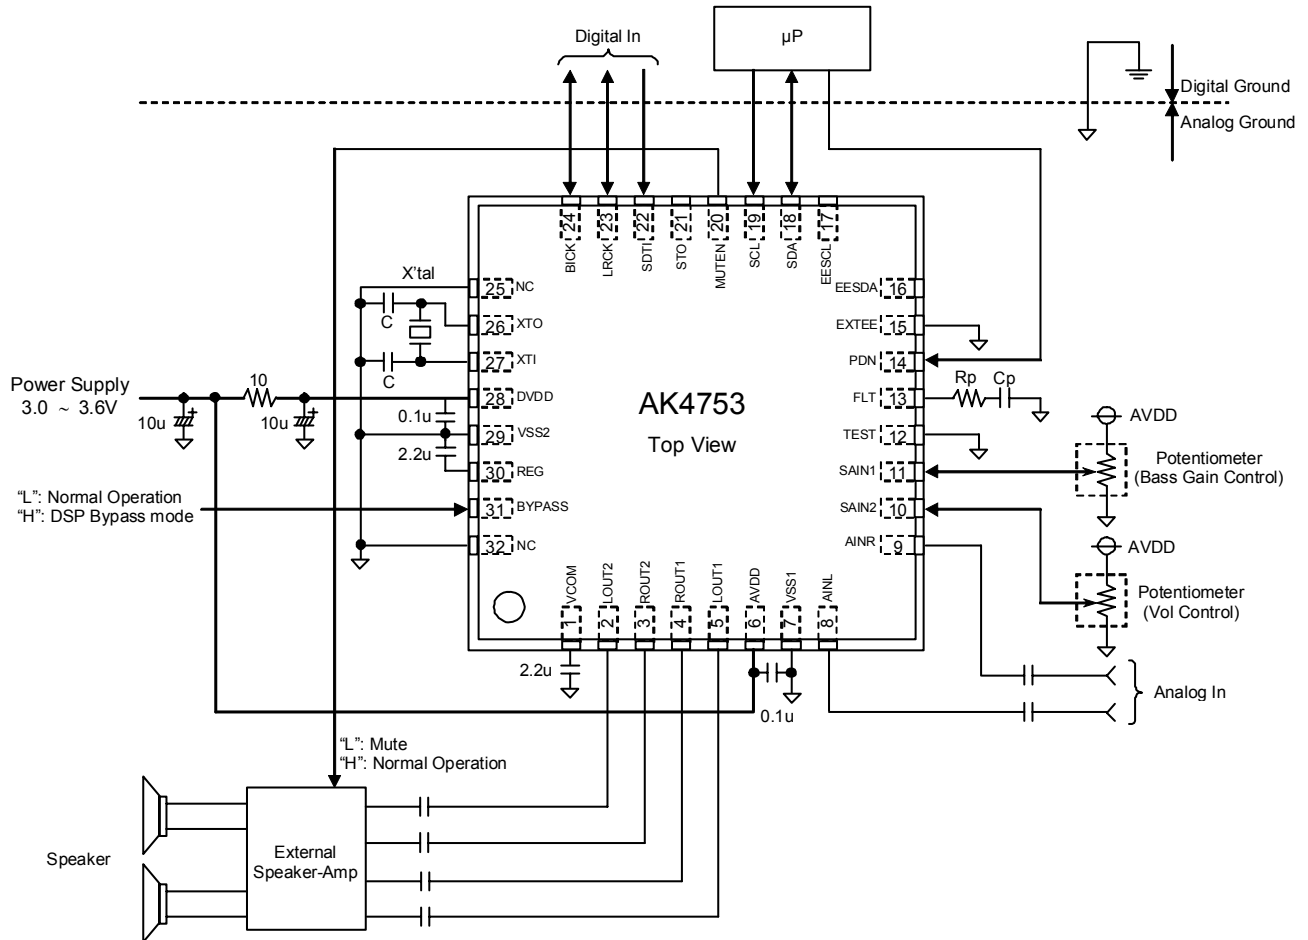 Digital In
µP
Digital Ground
Analog Ground
24
23
22
21
20
19
18
17
BICK
LRCK
SDTI
STO
MUTEN
SCL
SDA
EESCL
X'tal
C
C
25 NC
26 XTO
27 XTI
28 DVDD
29 VSS2
30 REG
31 BYPASS
32 NC
EESDA 16
EXTEE 15
PDN 14
FLT 13
TEST 12
SAIN1 11
SAIN2 10
AINR 9
Rp
Cp
Power Supply
3.0 ~ 3.6V
10
10u
+
10u
+
0.1u
2.2u
AK4753
Top View
AVDD
Potentiometer
(Bass Gain Control)
"L": Normal Operation
"H": DSP Bypass mode
AVDD
Potentiometer
(Vol Control)
VCOM
LOUT2
ROUT2
ROUT1
LOUT1
AVDD
VSS1
AINL
1
2
3
4
5
6
7
8
2.2u
0.1u
Analog In
"L": Mute
"H": Normal Operation
Speaker
External
Speaker-Amp